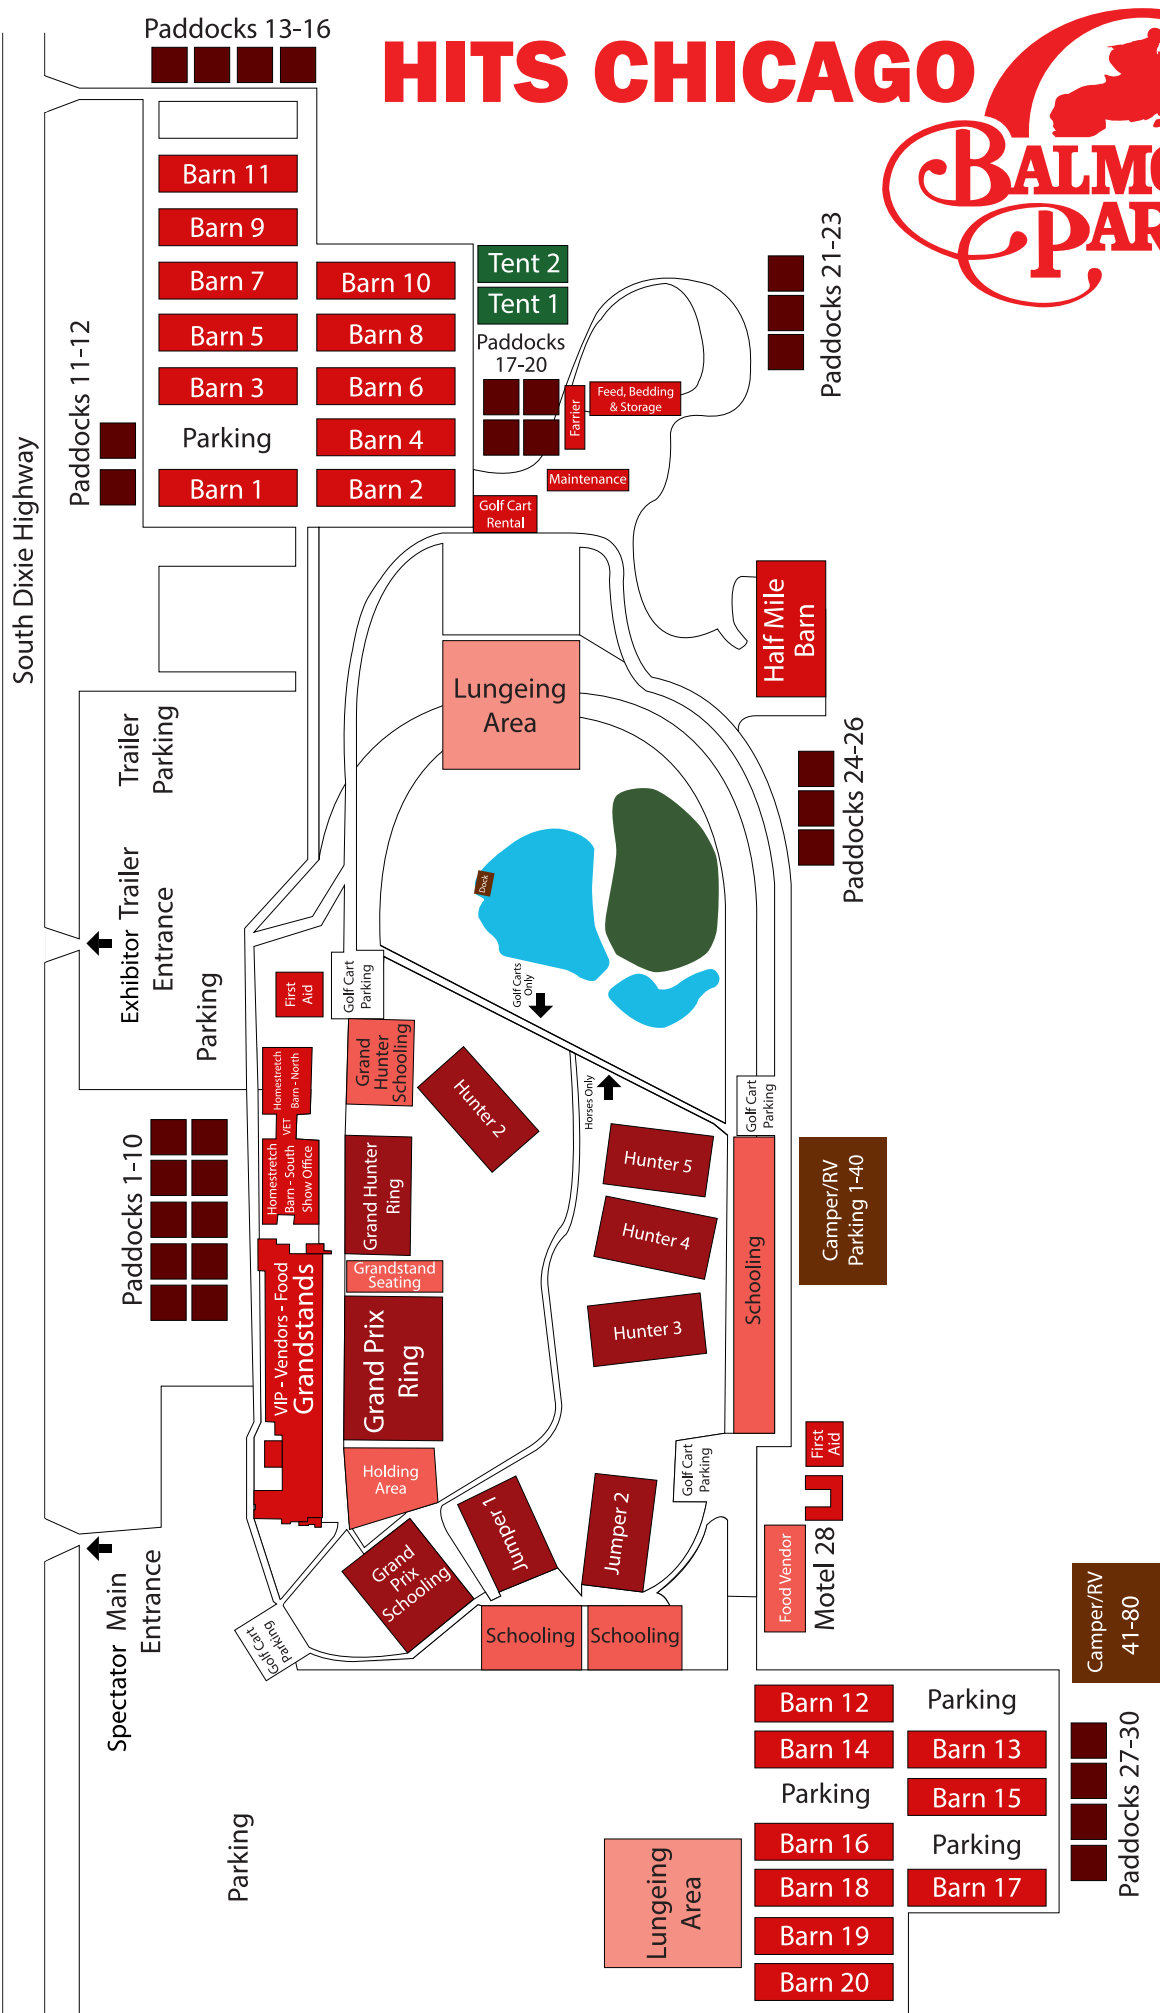 Paddocks 13-16
HITS CHICAGO
Barn 11
Barn 9
Barn 7
Barn 5
Barn 3
Parking
Barn 1
Barn 10
Barn 8
Barn 6
Barn 4
Barn 2
Paddocks 11-12
South Dixie Highway
Tent 2
Tent 1
Paddocks
17-20
Farrier
Feed, Bedding
& Storage
Maintenance
Golf Cart
Rental
Paddocks 21-23
Half Mile
Barn
Lungeing
Area
Trailer
Parking
Paddocks 24-26
Dock
Exhibitor Trailer
Entrance
Parking
First
Aid
Golf Cart
Parking
Golf Carts
Only
Grand
Hunter
Schooling
Hunter 2
Horses Only
Golf Cart
Parking
Homestretch
Barn - North
VET
Homestretch
Barn - South
Show Office
Paddocks 1-10
Grand Hunter
Ring
Grandstand
Seating
Hunter 5
Hunter 4
Hunter 3
Schooling
Camper/RV
Parking 1-40
VIP - Vendors - Food
Grandstands
Grand Prix
Ring
Holding
Area
Golf Cart
Parking
First
Aid
Motel 28
Food Vendor
Jumper 1
Jumper 2
Grand
Prix
Schooling
Spectator Main
Entrance
Golf Cart
Parking
Schooling
Schooling
Camper/RV
41-80
Barn 12
Parking
Barn 14
Barn 13
Parking
Barn 15
Barn 16
Parking
Barn 18
Barn 17
Barn 19
Barn 20
Paddocks 27-30
Lungeing
Area
Parking